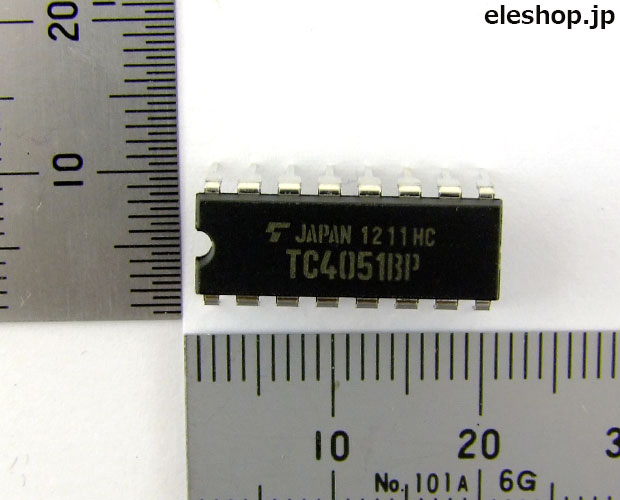 eleshop.jp
20
10
JAPAN 1211HC
TC4051BP
10 20 3
No. 101A 6G